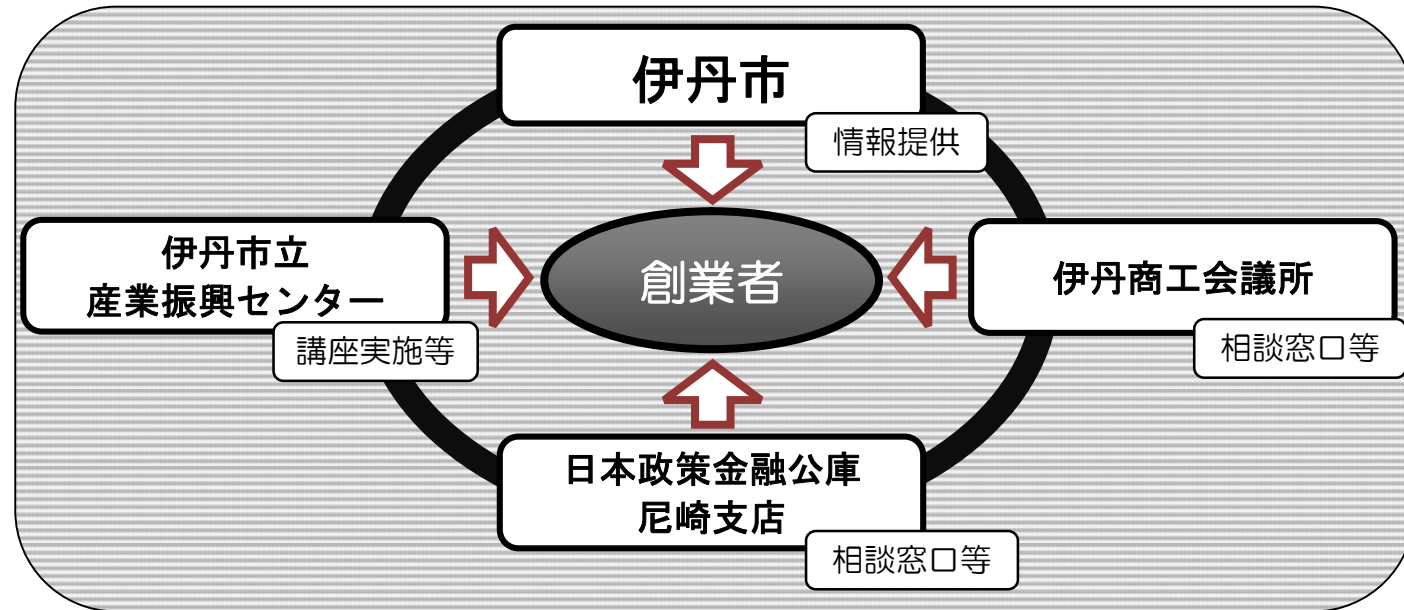 伊丹市
情報提供
伊丹市立
産業振興センター
講座実施等
創業者
伊丹商工会議所
相談窓口等
日本政策金融公庫
尼崎支店
相談窓口等